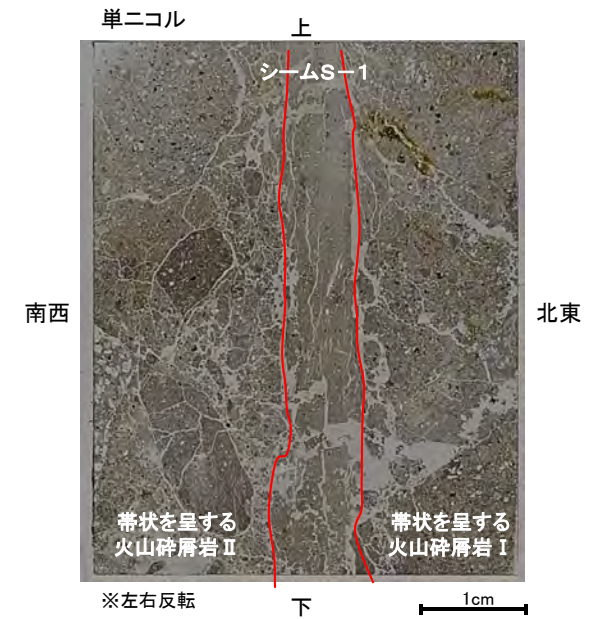 単ニコル
上
シームS-1
南西
北東
帯状を呈する
火山砕屑岩Ⅱ
帯状を呈する
火山砕屑岩Ⅰ
※左右反転
下
1cm